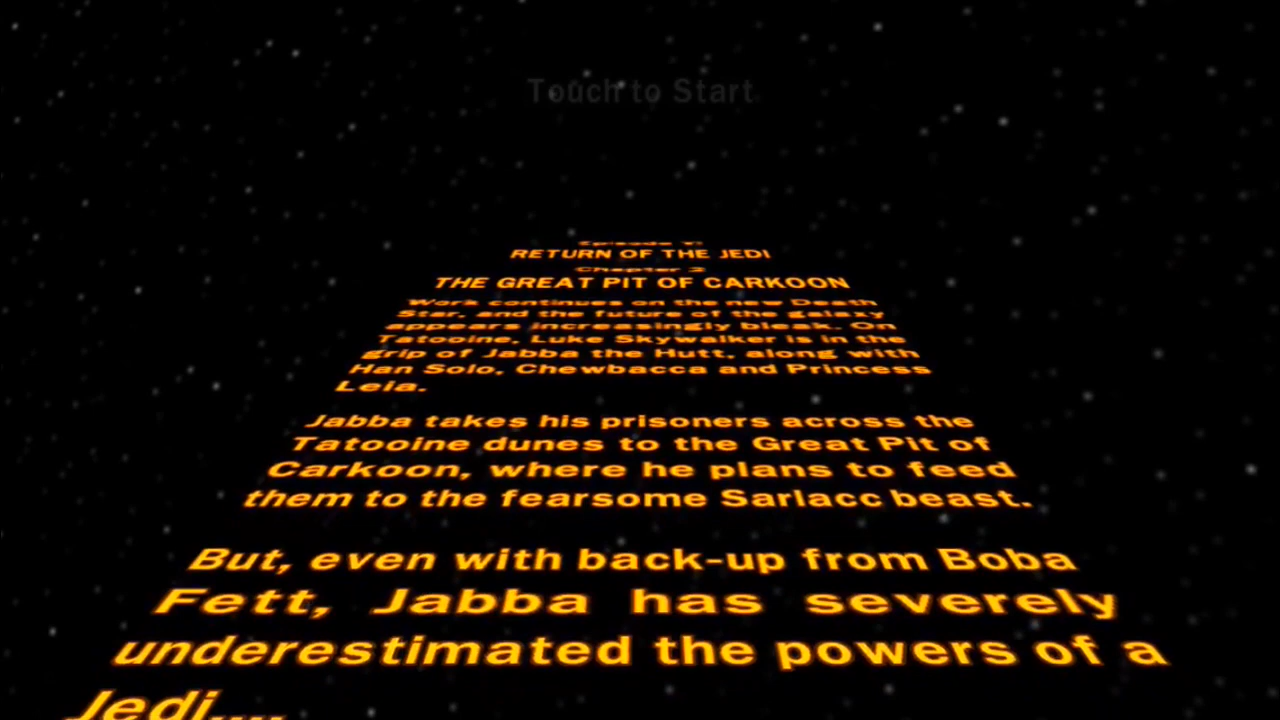 Touch to Start
Episode VI
RETURN OF THE JEDI
Chapter 2
THE GREAT PIT OF CARKOON
Work continues on the new Death
Star, and the future of the galaxy
appears increasingly bleak. On
Tatooine, Luke Skywalker is in the
grip of Jabba the Hutt, along with
Han Solo, Chewbacca and Princess
Leia.
Jabba takes his prisoners across the
Tatooine dunes to the Great Pit of
Carkoon, where he plans to feed
them to the fearsome Sarlacc beast.
But, even with back-up from Boba
Fett, Jabba has severely
underestimated the powers of a
Jedi....